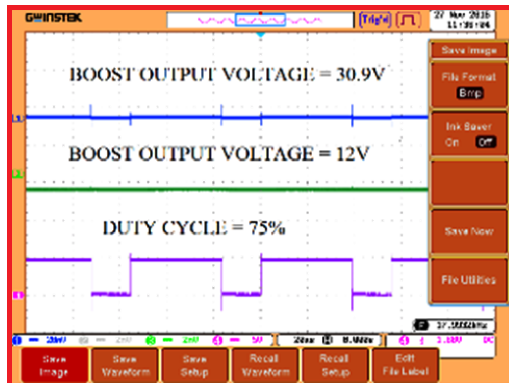 GWINSTEK
Trig'd
27 Nov 2016
Save Image
BOOST OUTPUT VOLTAGE = 30.9V
File Format
Bmp
Ink Saver
On Off
BOOST OUTPUT VOLTAGE = 12V
DUTY CYCLE = 75%
Save Now
File Utilities
Save Image
Save Waveform
Save Setup
Recall Waveform
Recall Setup
Edit File Label